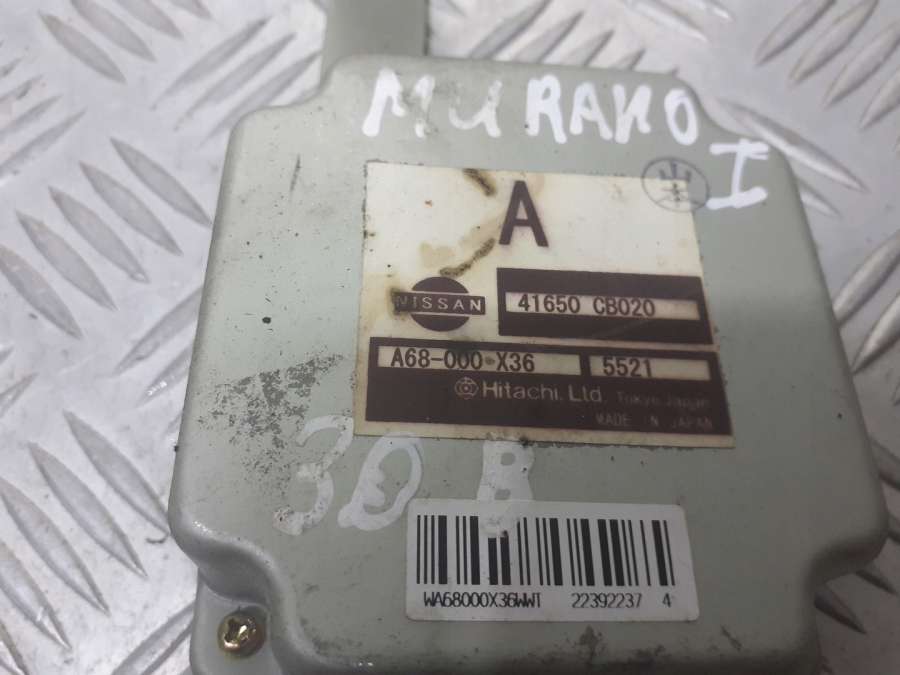 MURANO
I
A
NISSAN
41650 CB020
A68-000-X36
5521
Hitachi, Ltd. Tokyo Japan
MADE IN JAPAN
3D B
WA68000X36WWT 22392237 4